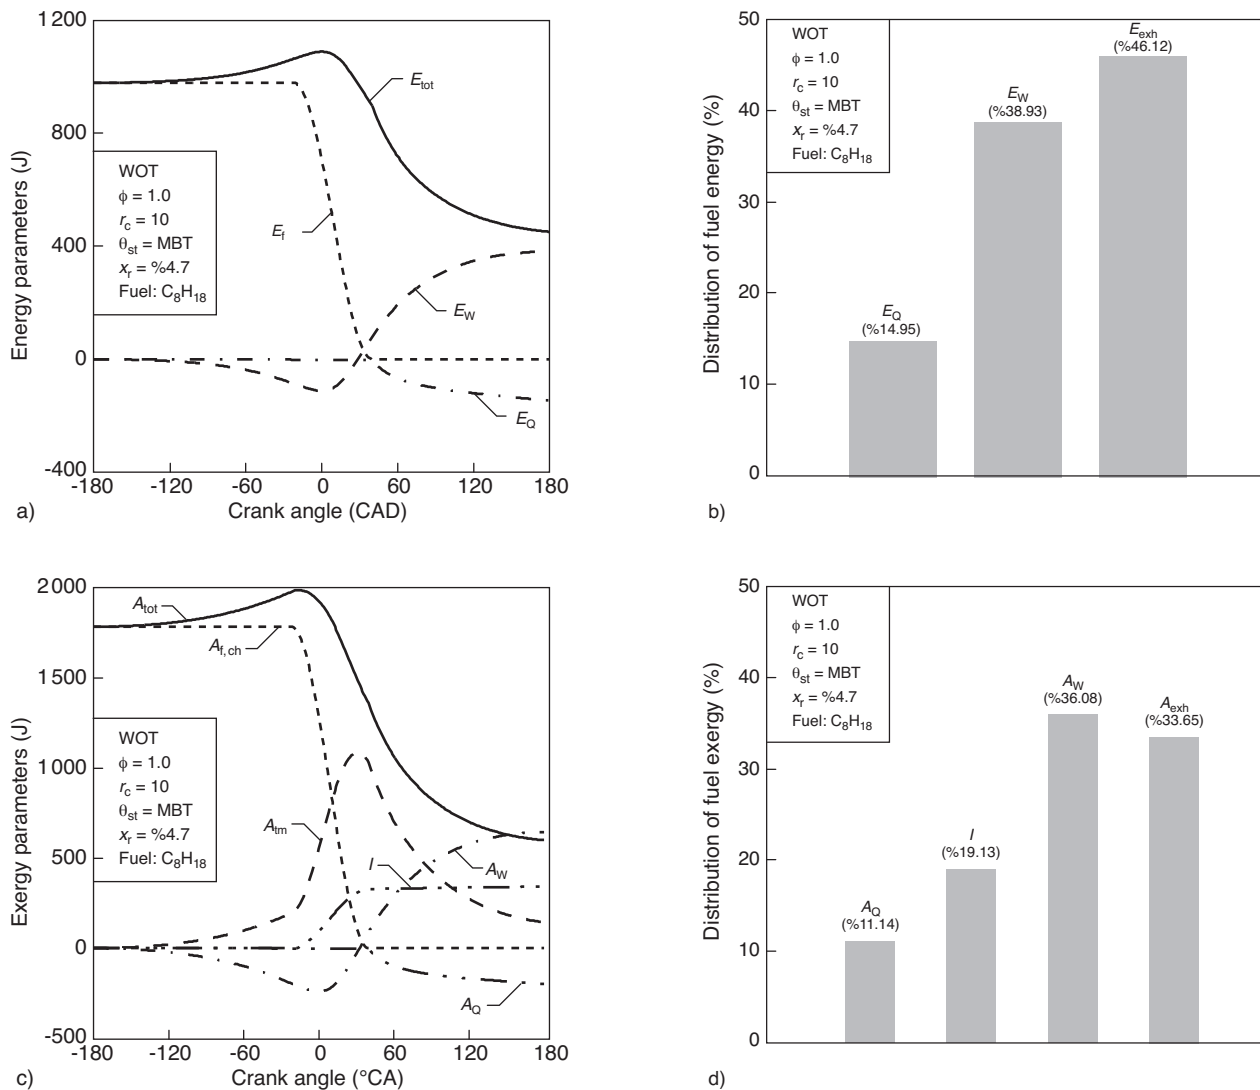 1200
800
400
0
-400
Energy parameters (J)
E_tot
E_f
E_W
E_Q
WOT
ϕ = 1.0
r_c = 10
θ_st = MBT
x_r = %4.7
Fuel: C₈H₁₈
-180 -120 -60 0 60 120 180
Crank angle (CAD)
a)
50
40
30
20
10
0
Distribution of fuel energy (%)
WOT
ϕ = 1.0
r_c = 10
θ_st = MBT
x_r = %4.7
Fuel: C₈H₁₈
E_Q
(%14.95)
E_W
(%38.93)
E_exh
(%46.12)
b)
2 000
1 500
1 000
500
0
-500
Exergy parameters (J)
A_tot
A_f,ch
A_tm
I
A_W
A_Q
WOT
ϕ = 1.0
r_c = 10
θ_st = MBT
x_r = %4.7
Fuel: C₈H₁₈
-180 -120 -60 0 60 120 180
Crank angle (°CA)
c)
50
40
30
20
10
0
Distribution of fuel exergy (%)
WOT
ϕ = 1.0
r_c = 10
θ_st = MBT
x_r = %4.7
Fuel: C₈H₁₈
A_Q
(%11.14)
I
(%19.13)
A_W
(%36.08)
A_exh
(%33.65)
d)